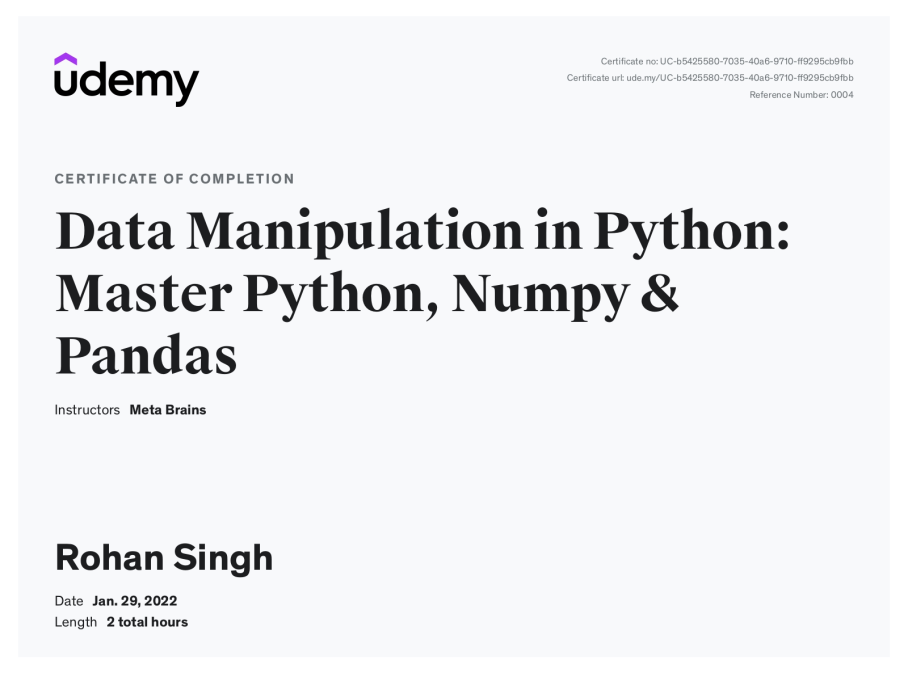 udemy
Certificate no: UC-b5425580-7035-40a6-9710-ff9295cb9fbb
Certificate url: ude.my/UC-b5425580-7035-40a6-9710-ff9295cb9fbb
Reference Number: 0004
CERTIFICATE OF COMPLETION
Data Manipulation in Python:
Master Python, Numpy &
Pandas
Instructors Meta Brains
Rohan Singh
Date Jan. 29, 2022
Length 2 total hours